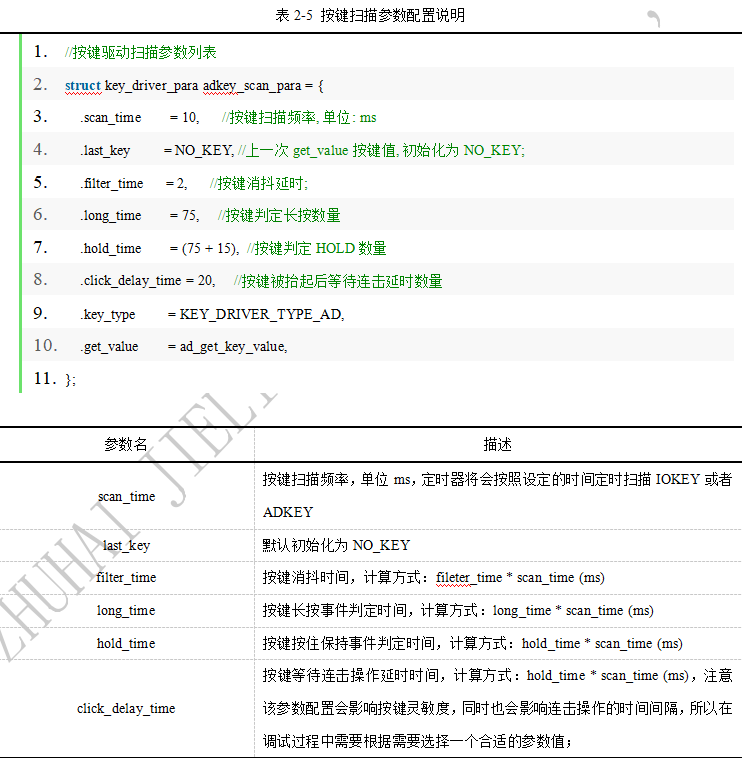 表 2-5 按键扫描参数配置说明
1. //按键驱动扫描参数列表
2. struct key_driver_para adkey_scan_para = {
3. .scan_time = 10, //按键扫描频率, 单位: ms
4. .last_key = NO_KEY, //上一次 get_value 按键值, 初始化为 NO_KEY;
5. .filter_time = 2, //按键消抖延时;
6. .long_time = 75, //按键判定长按数量
7. .hold_time = (75 + 15), //按键判定 HOLD 数量
8. .click_delay_time = 20, //按键被抬起后等待连击延时数量
9. .key_type = KEY_DRIVER_TYPE_AD,
10. .get_value = ad_get_key_value,
11. };
参数名 描述
scan_time 按键扫描频率，单位 ms，定时器将会按照设定的时间定时扫描 IOKEY 或者
ADKEY
last_key 默认初始化为 NO_KEY
filter_time 按键消抖时间，计算方式：fileter_time * scan_time (ms)
long_time 按键长按事件判定时间，计算方式：long_time * scan_time (ms)
hold_time 按键按住保持事件判定时间，计算方式：hold_time * scan_time (ms)
click_delay_time 按键等待连击操作延时时间，计算方式：hold_time * scan_time (ms)，注意
该参数配置会影响按键灵敏度，同时也会影响连击操作的时间间隔，所以在
调试过程中需要根据需要选择一个合适的参数值；
ZHUHAI JIELI